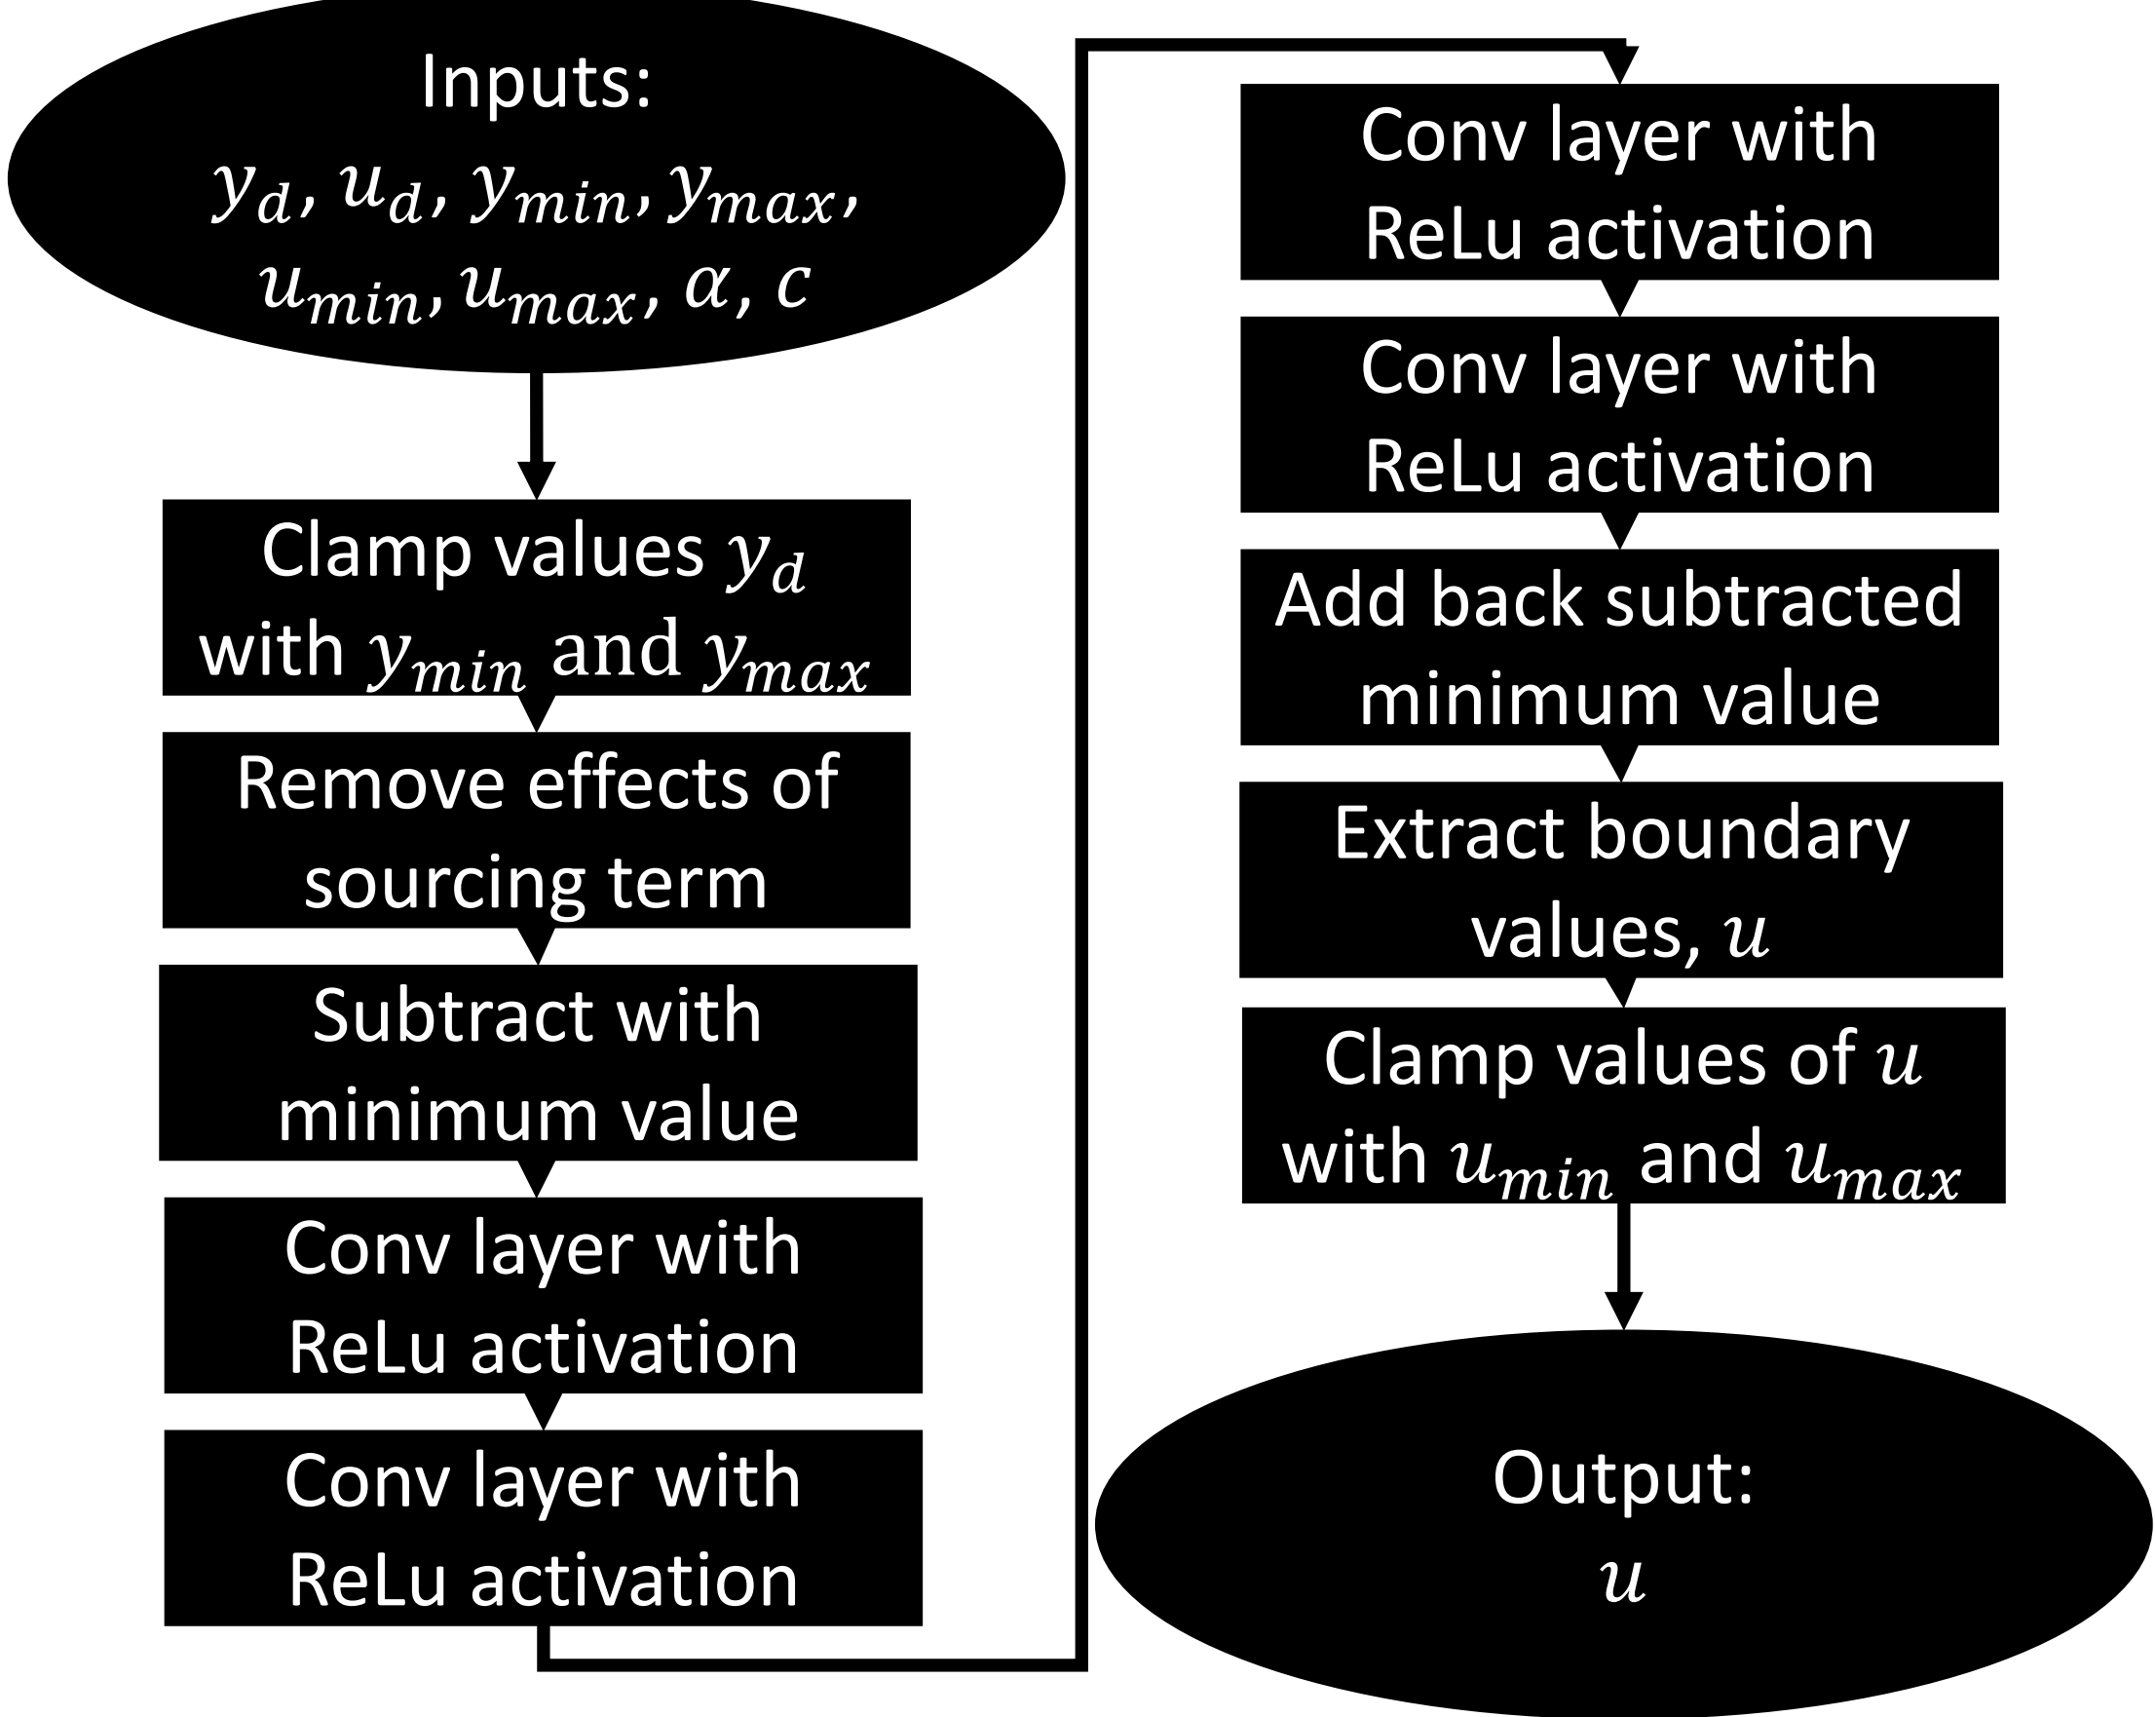 Inputs:
y_d, u_d, y_min, y_max,
u_min, u_max, α, c
Clamp values y_d
with y_min and y_max
Remove effects of
sourcing term
Subtract with
minimum value
Conv layer with
ReLu activation
Conv layer with
ReLu activation
Conv layer with
ReLu activation
Conv layer with
ReLu activation
Add back subtracted
minimum value
Extract boundary
values, u
Clamp values of u
with u_min and u_max
Output:
u